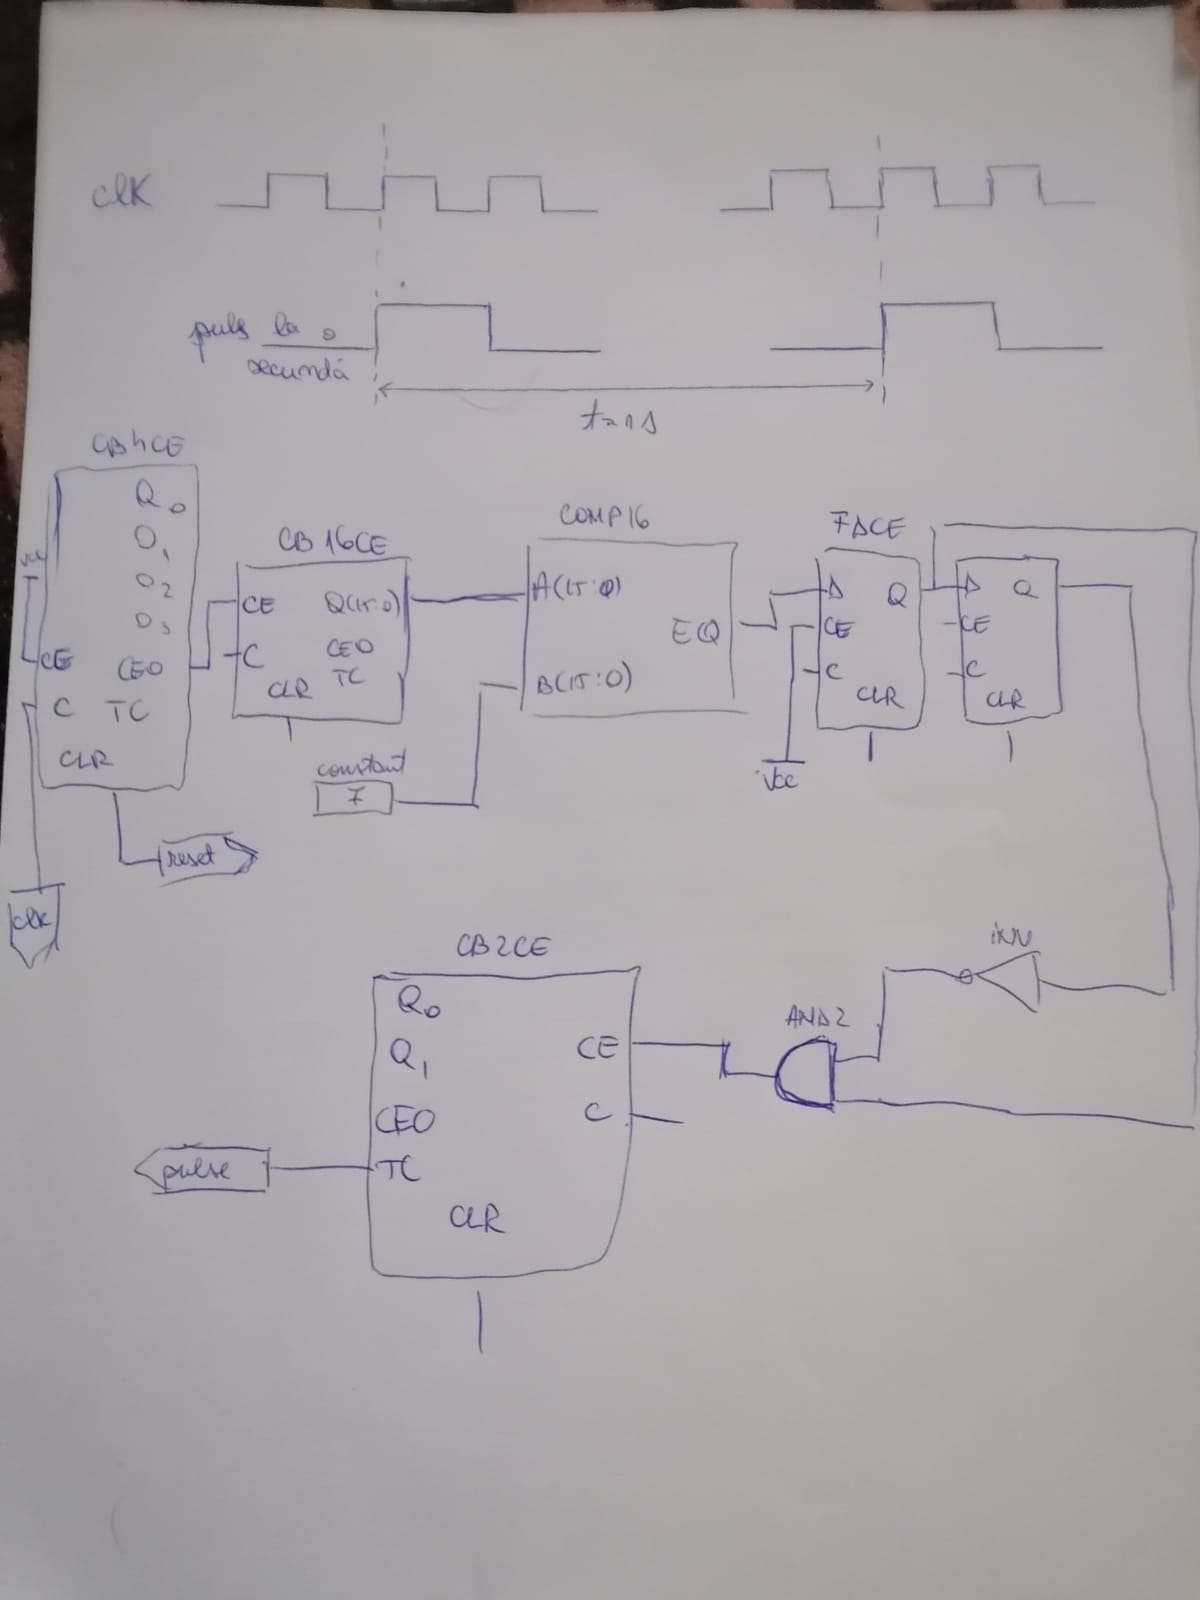 clk
puls la o
secundă
t=1s
CB4CE
Q0
Q1
Q2
Q3
Vcc
CE CEO
C TC
CLR
reset
clk
CB16CE
CE Q(15:0)
C CEO
CLR TC
constant
7
COMP16
A(15:0)
EQ
B(15:0)
FDCE
D Q
CE
C
CLR
Vcc
D Q
CE
C
CLR
AND2
CB2CE
Q0
Q1 CE
CEO C
TC
CLR
pulse